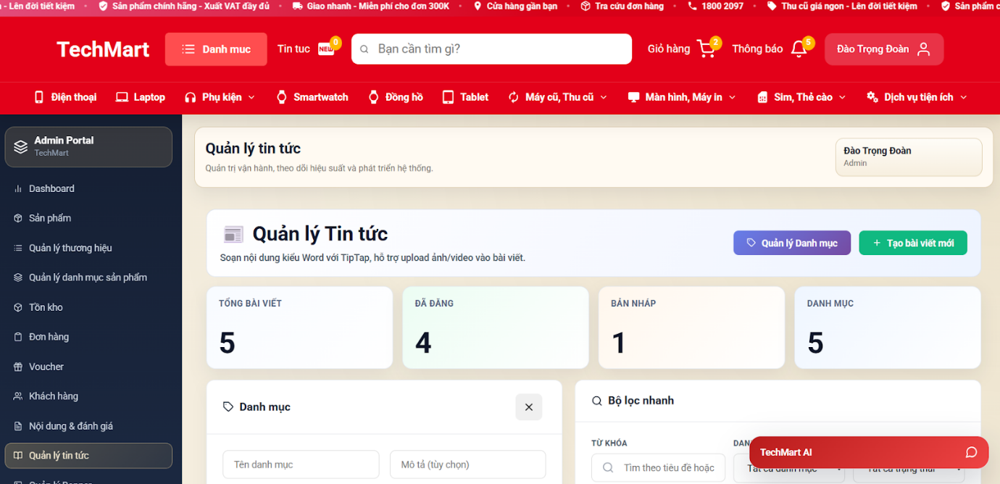 - Lên đời tiết kiệm • Sản phẩm chính hãng - Xuất VAT đầy đủ • Giao nhanh - Miễn phí cho đơn 300K • Cửa hàng gần bạn • Tra cứu đơn hàng • 1800 2097 • Thu cũ giá ngon - Lên đời tiết kiệm • Sản phẩm
TechMart Danh mục Tin tuc NEW 0 Bạn cần tìm gì? Giỏ hàng 2 Thông báo 5 Đào Trọng Đoàn
Điện thoại Laptop Phụ kiện Smartwatch Đồng hồ Tablet Máy cũ, Thu cũ Màn hình, Máy in Sim, Thẻ cào Dịch vụ tiện ích
Admin Portal
TechMart
Dashboard
Sản phẩm
Quản lý thương hiệu
Quản lý danh mục sản phẩm
Tồn kho
Đơn hàng
Voucher
Khách hàng
Nội dung & đánh giá
Quản lý tin tức
Quản lý Banner
Quản lý tin tức
Quản trị vận hành, theo dõi hiệu suất và phát triển hệ thống.
Đào Trọng Đoàn
Admin
Quản lý Tin tức
Soạn nội dung kiểu Word với TipTap, hỗ trợ upload ảnh/video vào bài viết.
Quản lý Danh mục
+ Tạo bài viết mới
TỔNG BÀI VIẾT
5
ĐÃ ĐĂNG
4
BẢN NHÁP
1
DANH MỤC
5
Danh mục
Tên danh mục
Mô tả (tùy chọn)
Bộ lọc nhanh
TỪ KHÓA
Tìm theo tiêu đề hoặc
DAN
Tất cả danh mục
Tất cả trạng thái
TechMart AI